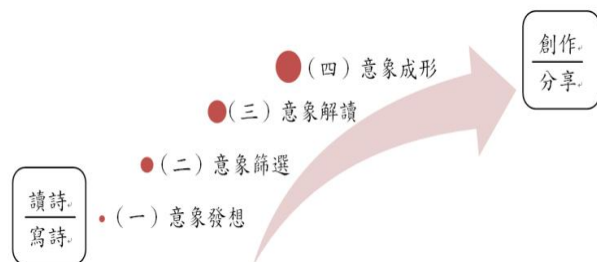 創作
分享
（四）意象成形
（三）意象解讀
（二）意象篩選
（一）意象發想
讀詩
寫詩